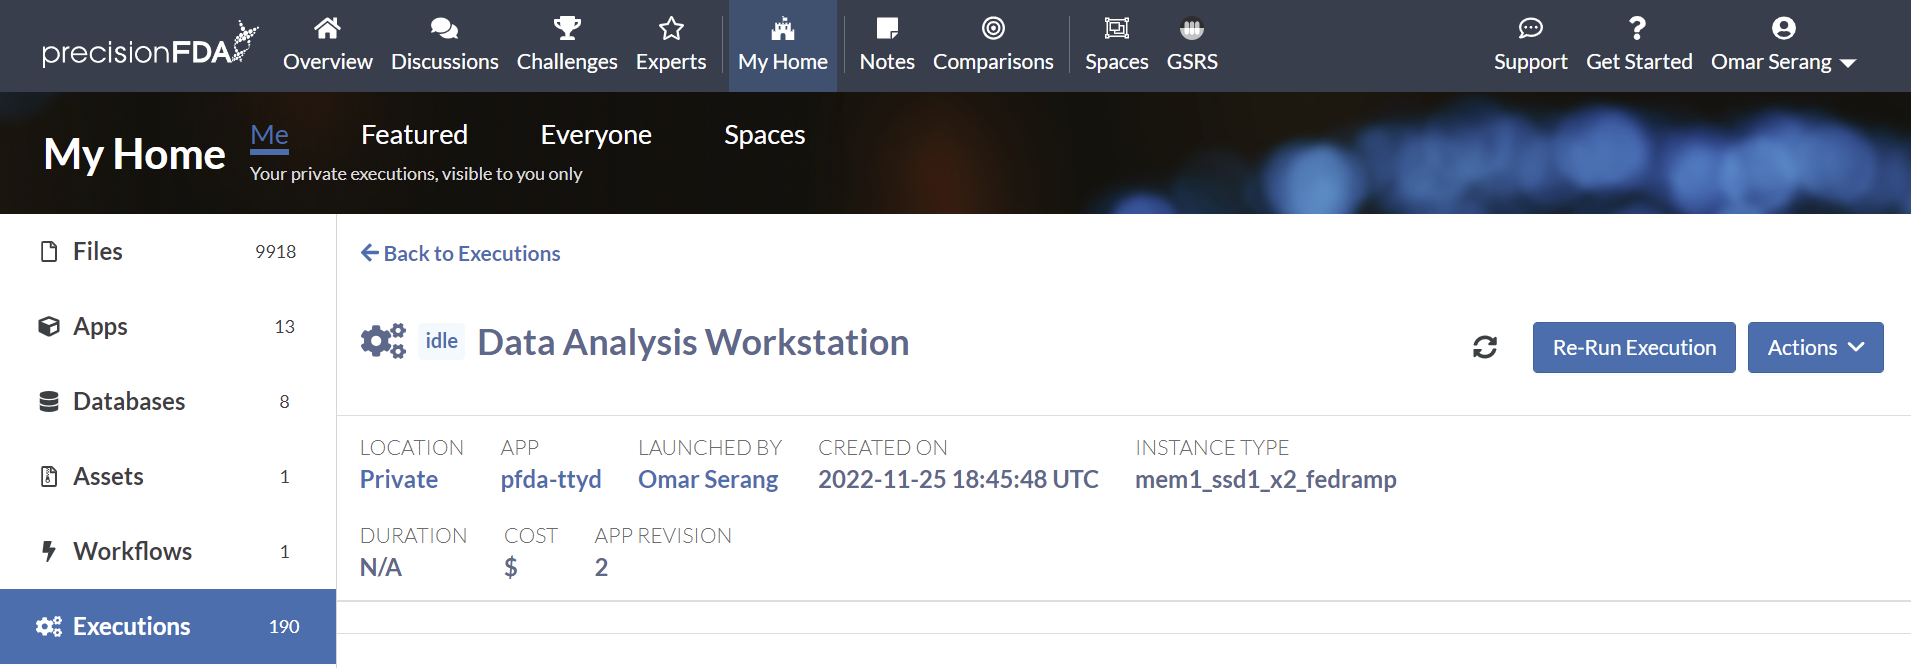 precisionFDA
Overview Discussions Challenges Experts My Home Notes Comparisons Spaces GSRS Support Get Started Omar Serang
My Home
Me Featured Everyone Spaces
Your private executions, visible to you only
Files 9918
Apps 13
Databases 8
Assets 1
Workflows 1
Executions 190
Back to Executions
idle Data Analysis Workstation
Re-Run Execution Actions
LOCATION APP LAUNCHED BY CREATED ON INSTANCE TYPE
Private pfda-ttyd Omar Serang 2022-11-25 18:45:48 UTC mem1_ssd1_x2_fedramp
DURATION COST APP REVISION
N/A $ 2